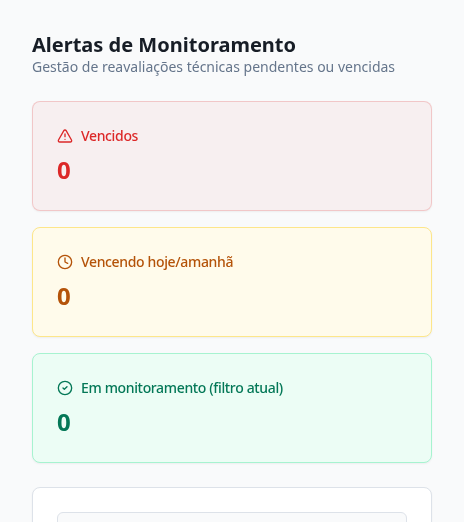 Alertas de Monitoramento
Gestão de reavaliações técnicas pendentes ou vencidas
Vencidos
0
Vencendo hoje/amanhã
0
Em monitoramento (filtro atual)
0